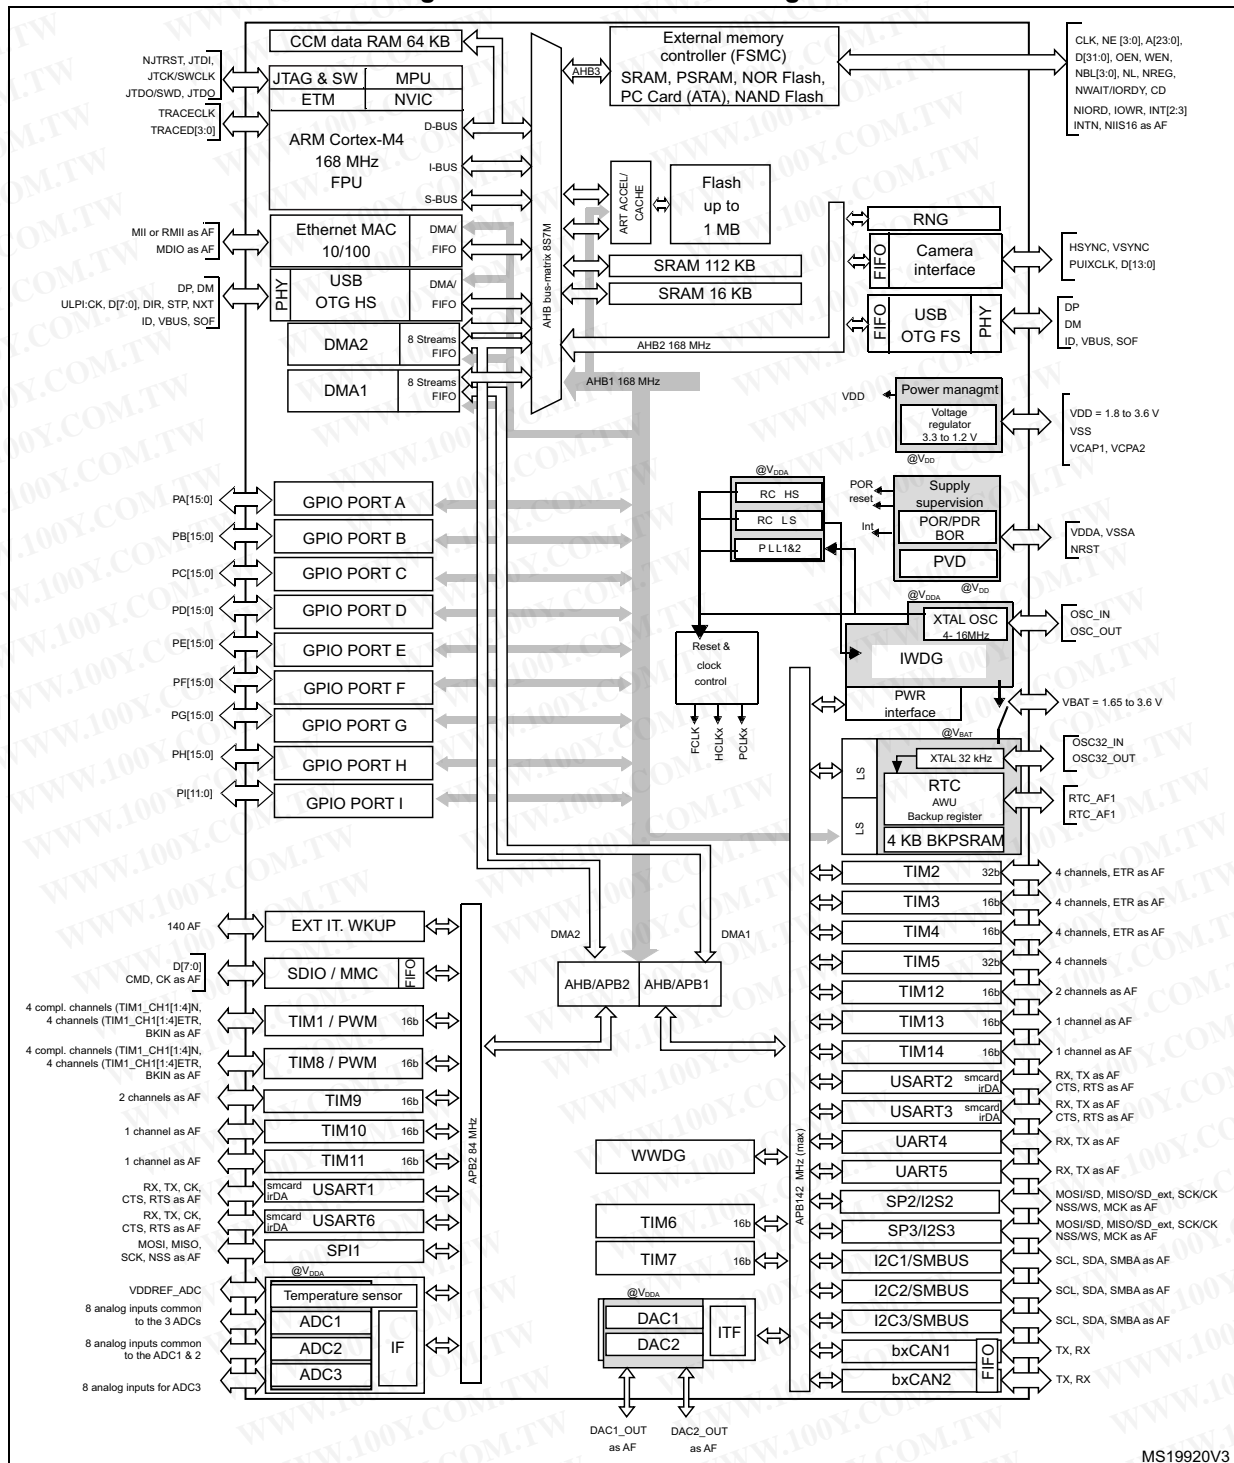 CCM data RAM 64 KB
External memory
controller (FSMC)
SRAM, PSRAM, NOR Flash,
PC Card (ATA), NAND Flash
CLK, NE [3:0], A[23:0],
D[31:0], OEN, WEN,
NBL[3:0], NL, NREG,
NWAIT/IORDY, CD
NIORD, IOWR, INT[2:3]
INTN, NIIS16 as AF
AHB3
NJTRST, JTDI,
JTCK/SWCLK
JTDO/SWD, JTDO
TRACECLK
TRACED[3:0]
JTAG & SW
MPU
ETM
NVIC
ARM Cortex-M4
168 MHz
FPU
D-BUS
I-BUS
S-BUS
AHB bus-matrix 8S7M
ART ACCEL/
CACHE
Flash
up to
1 MB
SRAM 112 KB
SRAM 16 KB
AHB2 168 MHz
AHB1 168 MHz
MII or RMII as AF
MDIO as AF
Ethernet MAC
10/100
DMA/
FIFO
DP, DM
ULPI:CK, D[7:0], DIR, STP, NXT
ID, VBUS, SOF
PHY
USB
OTG HS
DMA/
FIFO
DMA2
8 Streams
FIFO
DMA1
8 Streams
FIFO
RNG
FIFO
Camera
interface
HSYNC, VSYNC
PUIXCLK, D[13:0]
FIFO
USB
OTG FS
PHY
DP
DM
ID, VBUS, SOF
VDD
Power managmt
Voltage
regulator
3.3 to 1.2 V
@VDD
VDD = 1.8 to 3.6 V
VSS
VCAP1, VCPA2
@VDDA
RC HS
RC LS
PLL1&2
POR
reset
Int
Supply
supervision
POR/PDR
BOR
PVD
@VDD
VDDA, VSSA
NRST
@VDDA
XTAL OSC
4- 16MHz
IWDG
OSC_IN
OSC_OUT
PWR
interface
VBAT = 1.65 to 3.6 V
Reset &
clock
control
FCLK
HCLKx
PCLKx
@VBAT
LS
LS
XTAL 32 kHz
RTC
AWU
Backup register
4 KB BKPSRAM
OSC32_IN
OSC32_OUT
RTC_AF1
RTC_AF1
PA[15:0]
GPIO PORT A
PB[15:0]
GPIO PORT B
PC[15:0]
GPIO PORT C
PD[15:0]
GPIO PORT D
PE[15:0]
GPIO PORT E
PF[15:0]
GPIO PORT F
PG[15:0]
GPIO PORT G
PH[15:0]
GPIO PORT H
PI[11:0]
GPIO PORT I
DMA2
DMA1
AHB/APB2
AHB/APB1
140 AF
EXT IT. WKUP
D[7:0]
CMD, CK as AF
SDIO / MMC
FIFO
4 compl. channels (TIM1_CH1[1:4]N,
4 channels (TIM1_CH1[1:4]ETR,
BKIN as AF
TIM1 / PWM
16b
4 compl. channels (TIM1_CH1[1:4]N,
4 channels (TIM1_CH1[1:4]ETR,
BKIN as AF
TIM8 / PWM
16b
2 channels as AF
TIM9
16b
1 channel as AF
TIM10
16b
1 channel as AF
TIM11
16b
RX, TX, CK,
CTS, RTS as AF
smcard
irDA
USART1
RX, TX, CK,
CTS, RTS as AF
smcard
irDA
USART6
MOSI, MISO,
SCK, NSS as AF
SPI1
@VDDA
VDDREF_ADC
Temperature sensor
8 analog inputs common
to the 3 ADCs
ADC1
8 analog inputs common
to the ADC1 & 2
ADC2
8 analog inputs for ADC3
ADC3
IF
APB2 84 MHz
WWDG
TIM6
16b
TIM7
16b
@VDDA
DAC1
DAC2
ITF
DAC1_OUT
as AF
DAC2_OUT
as AF
APB142 MHz (max)
TIM2
32b
4 channels, ETR as AF
TIM3
16b
4 channels, ETR as AF
TIM4
16b
4 channels, ETR as AF
TIM5
32b
4 channels
TIM12
16b
2 channels as AF
TIM13
16b
1 channel as AF
TIM14
16b
1 channel as AF
USART2
smcard
irDA
RX, TX as AF
CTS, RTS as AF
USART3
smcard
irDA
RX, TX as AF
CTS, RTS as AF
UART4
RX, TX as AF
UART5
RX, TX as AF
SP2/I2S2
MOSI/SD, MISO/SD_ext, SCK/CK
NSS/WS, MCK as AF
SP3/I2S3
MOSI/SD, MISO/SD_ext, SCK/CK
NSS/WS, MCK as AF
I2C1/SMBUS
SCL, SDA, SMBA as AF
I2C2/SMBUS
SCL, SDA, SMBA as AF
I2C3/SMBUS
SCL, SDA, SMBA as AF
bxCAN1
TX, RX
bxCAN2
TX, RX
FIFO
MS19920V3
WWW.100Y.COM.TW